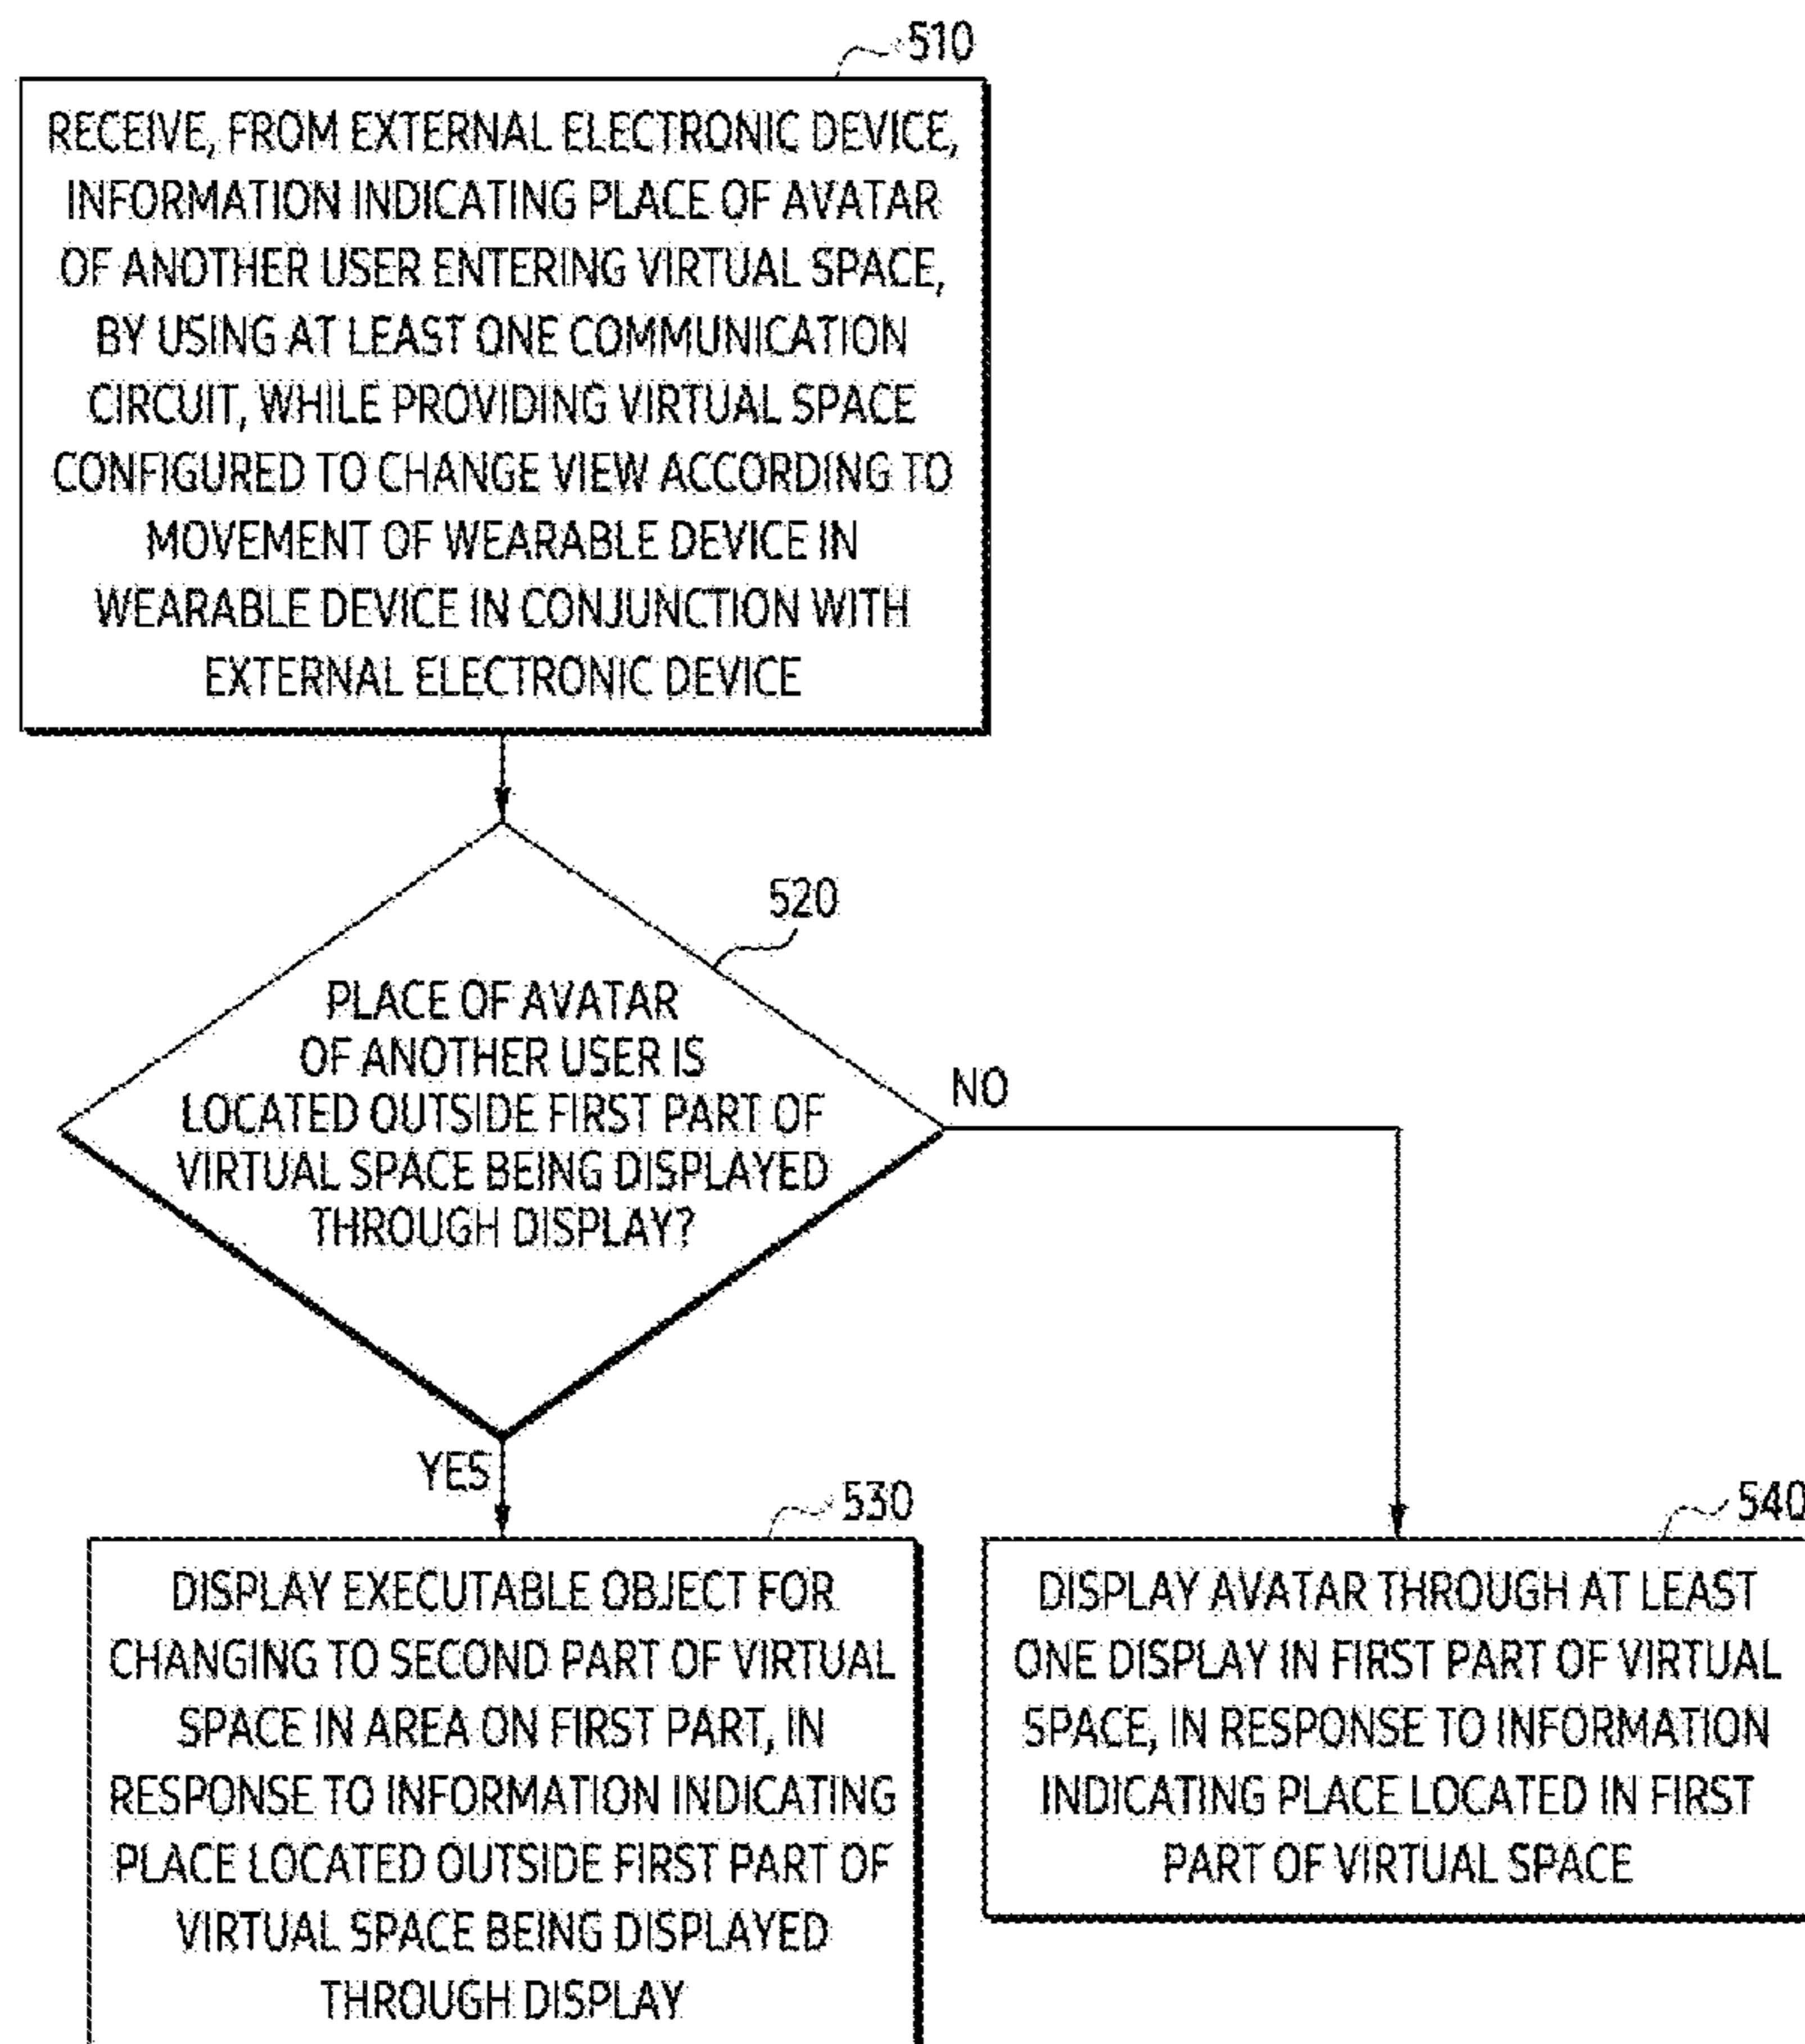 510
RECEIVE, FROM EXTERNAL ELECTRONIC DEVICE,
INFORMATION INDICATING PLACE OF AVATAR
OF ANOTHER USER ENTERING VIRTUAL SPACE,
BY USING AT LEAST ONE COMMUNICATION
CIRCUIT, WHILE PROVIDING VIRTUAL SPACE
CONFIGURED TO CHANGE VIEW ACCORDING TO
MOVEMENT OF WEARABLE DEVICE IN
WEARABLE DEVICE IN CONJUNCTION WITH
EXTERNAL ELECTRONIC DEVICE
520
PLACE OF AVATAR
OF ANOTHER USER IS
LOCATED OUTSIDE FIRST PART OF
VIRTUAL SPACE BEING DISPLAYED
THROUGH DISPLAY?
NO
YES
530
DISPLAY EXECUTABLE OBJECT FOR
CHANGING TO SECOND PART OF VIRTUAL
SPACE IN AREA ON FIRST PART, IN
RESPONSE TO INFORMATION INDICATING
PLACE LOCATED OUTSIDE FIRST PART OF
VIRTUAL SPACE BEING DISPLAYED
THROUGH DISPLAY
540
DISPLAY AVATAR THROUGH AT LEAST
ONE DISPLAY IN FIRST PART OF VIRTUAL
SPACE, IN RESPONSE TO INFORMATION
INDICATING PLACE LOCATED IN FIRST
PART OF VIRTUAL SPACE